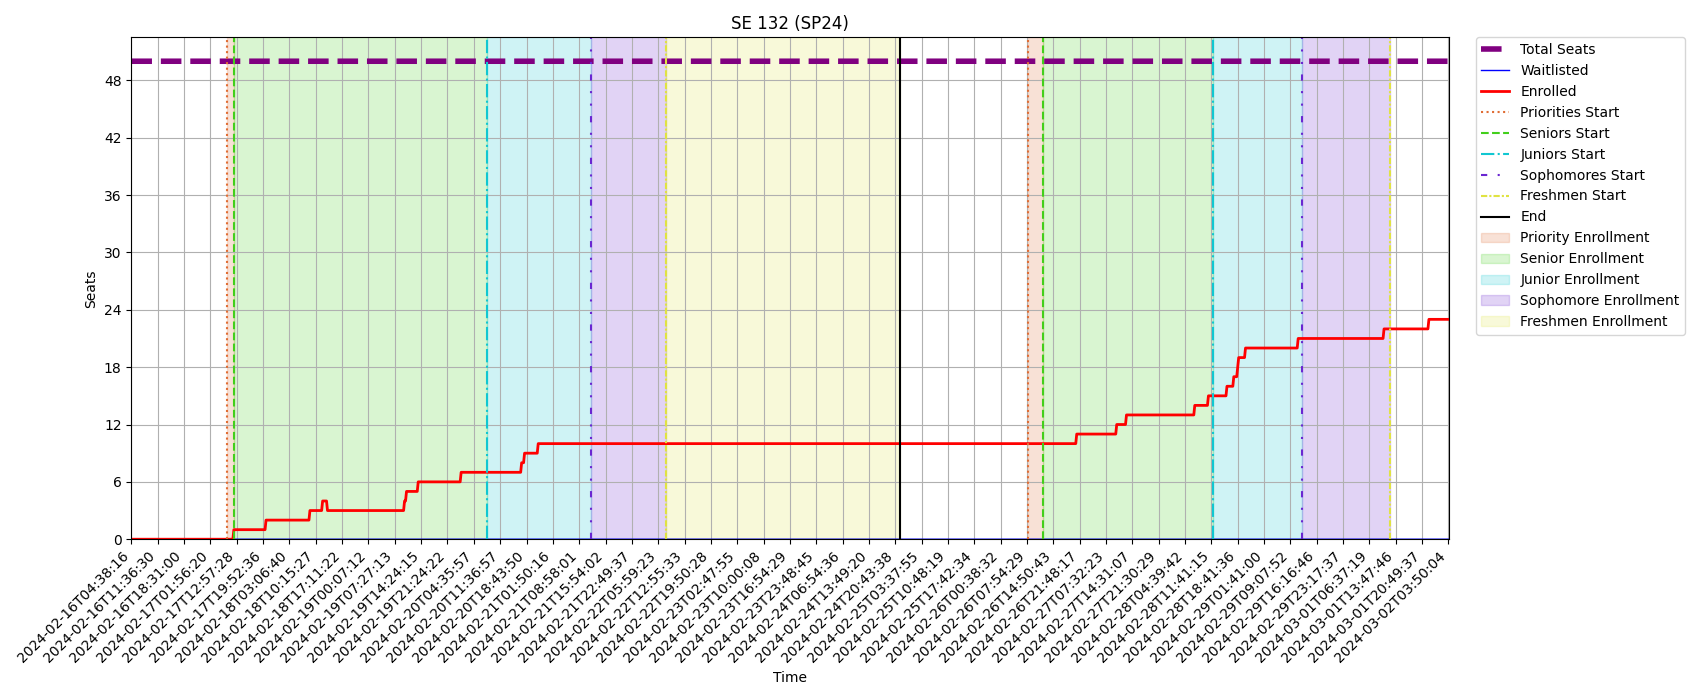 SE 132 (SP24)
Seats
48
42
36
30
24
18
12
6
0
2024-02-16T04:38:16
2024-02-16T11:36:30
2024-02-16T18:31:00
2024-02-17T01:56:20
2024-02-17T12:57:28
2024-02-17T19:52:36
2024-02-18T03:06:40
2024-02-18T10:15:27
2024-02-18T17:11:22
2024-02-19T00:07:12
2024-02-19T07:27:13
2024-02-19T14:24:15
2024-02-19T21:24:22
2024-02-20T04:35:57
2024-02-20T11:36:57
2024-02-20T18:43:50
2024-02-21T01:50:16
2024-02-21T08:58:01
2024-02-21T15:54:02
2024-02-21T22:49:37
2024-02-22T05:59:23
2024-02-22T12:55:33
2024-02-22T19:50:28
2024-02-23T02:47:55
2024-02-23T10:00:08
2024-02-23T16:54:29
2024-02-23T23:48:45
2024-02-24T06:54:36
2024-02-24T13:49:20
2024-02-24T20:43:38
2024-02-25T03:37:55
2024-02-25T10:48:19
2024-02-25T17:42:34
2024-02-26T00:38:32
2024-02-26T07:54:29
2024-02-26T14:50:43
2024-02-26T21:48:17
2024-02-27T07:32:23
2024-02-27T14:31:07
2024-02-27T21:30:29
2024-02-28T04:39:42
2024-02-28T11:41:15
2024-02-28T18:41:36
2024-02-29T01:41:00
2024-02-29T09:07:52
2024-02-29T16:16:46
2024-02-29T23:17:37
2024-03-01T06:37:19
2024-03-01T13:47:46
2024-03-01T20:49:37
2024-03-02T03:50:04
Time
Total Seats
Waitlisted
Enrolled
Priorities Start
Seniors Start
Juniors Start
Sophomores Start
Freshmen Start
End
Priority Enrollment
Senior Enrollment
Junior Enrollment
Sophomore Enrollment
Freshmen Enrollment